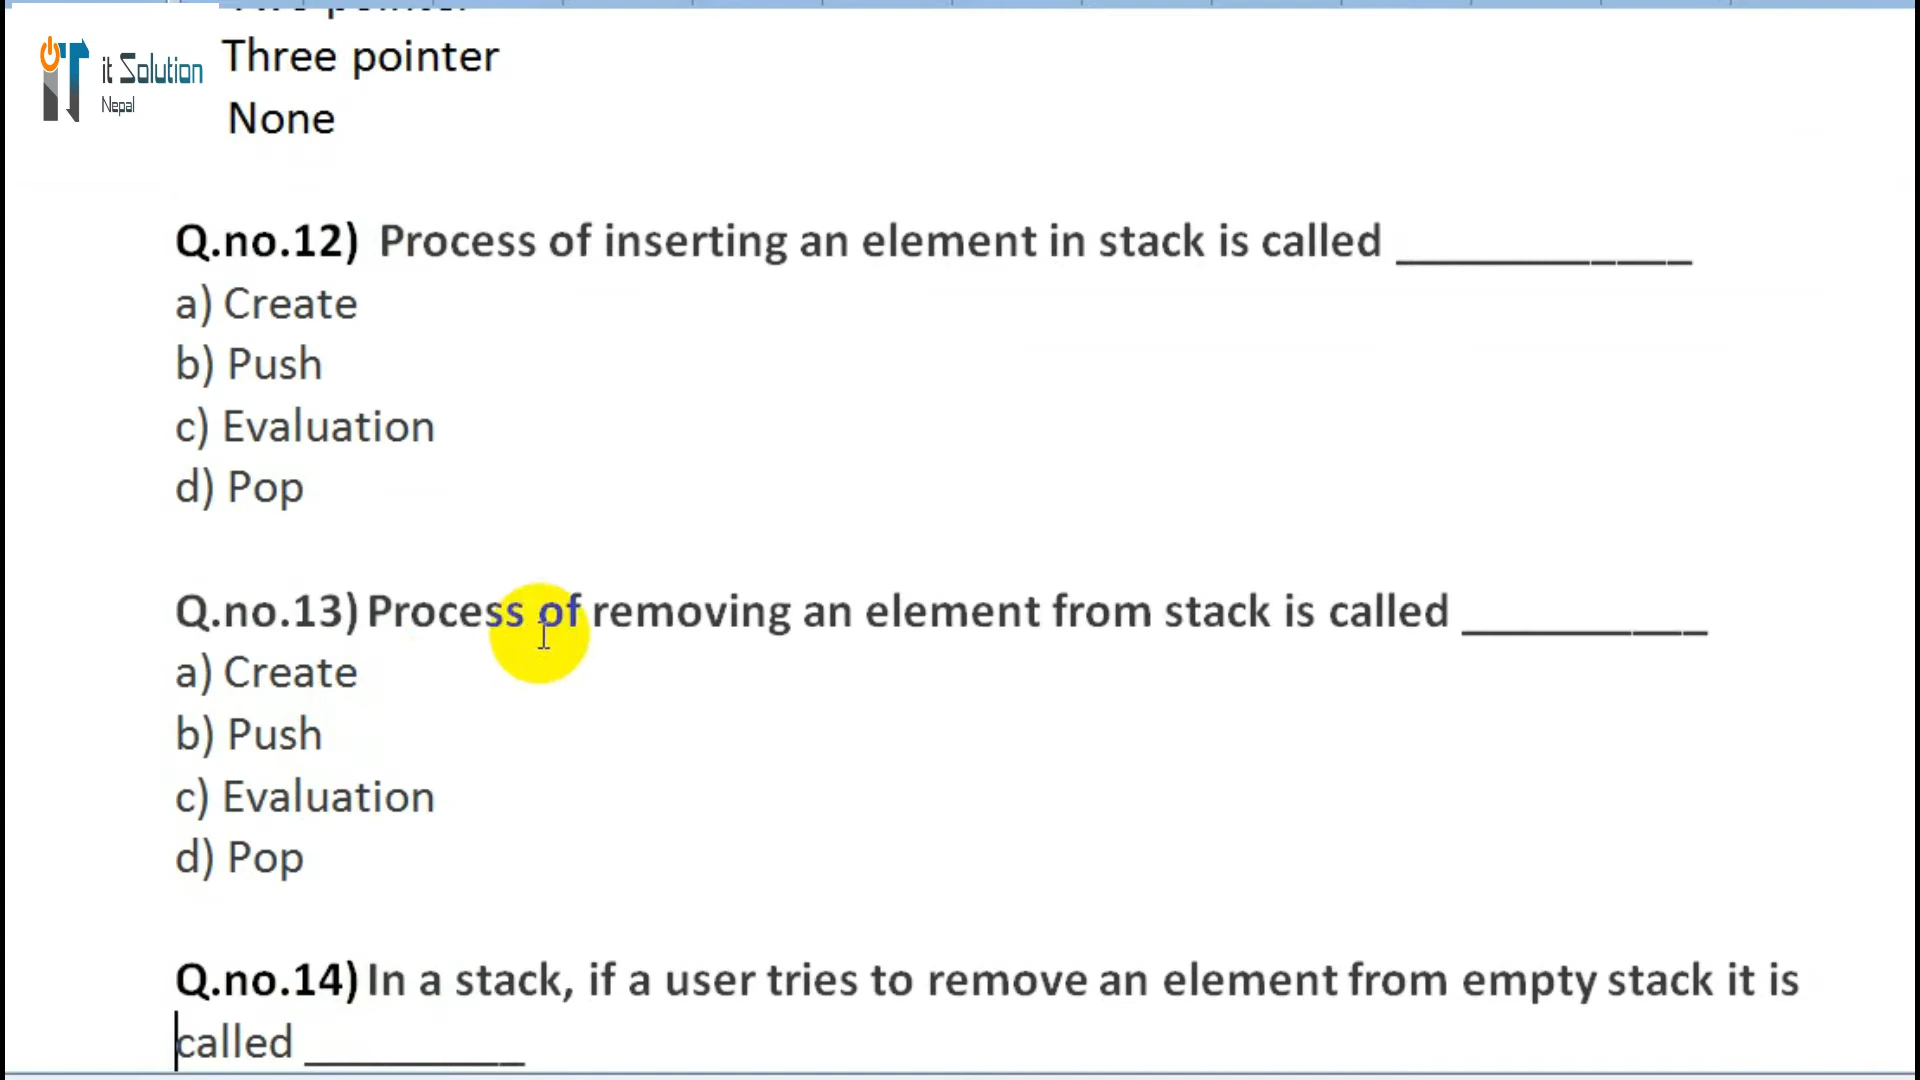 Three pointer
it Solution
Nepal
None
Q.no.12) Process of inserting an element in stack is called ____________
a) Create
b) Push
c) Evaluation
d) Pop
Q.no.13) Process of removing an element from stack is called __________
a) Create
b) Push
c) Evaluation
d) Pop
Q.no.14) In a stack, if a user tries to remove an element from empty stack it is
called _________